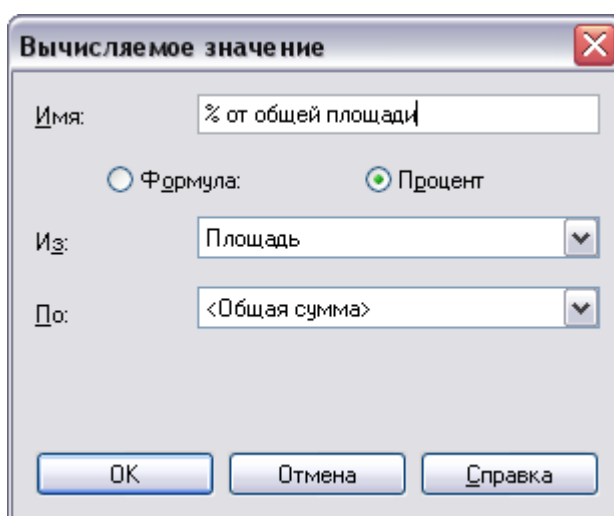 Вычисляемое значение
Имя: % от общей площади
Формула: Процент
Из: Площадь
По: <Общая сумма>
OK Отмена Справка